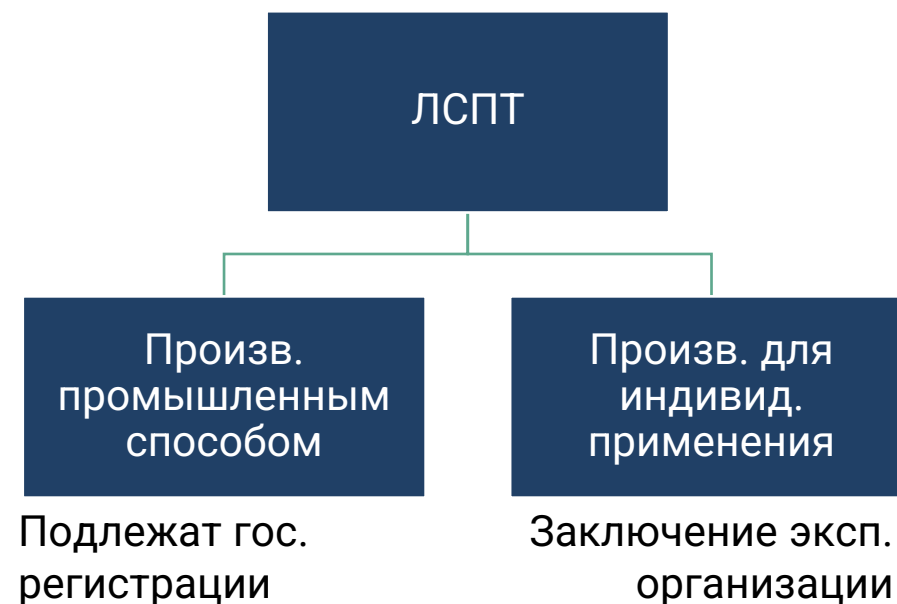 ЛСПТ
Произв.
промышленным
способом
Произв. для
индивид.
применения
Подлежат гос.
регистрации
Заключение эксп.
организации